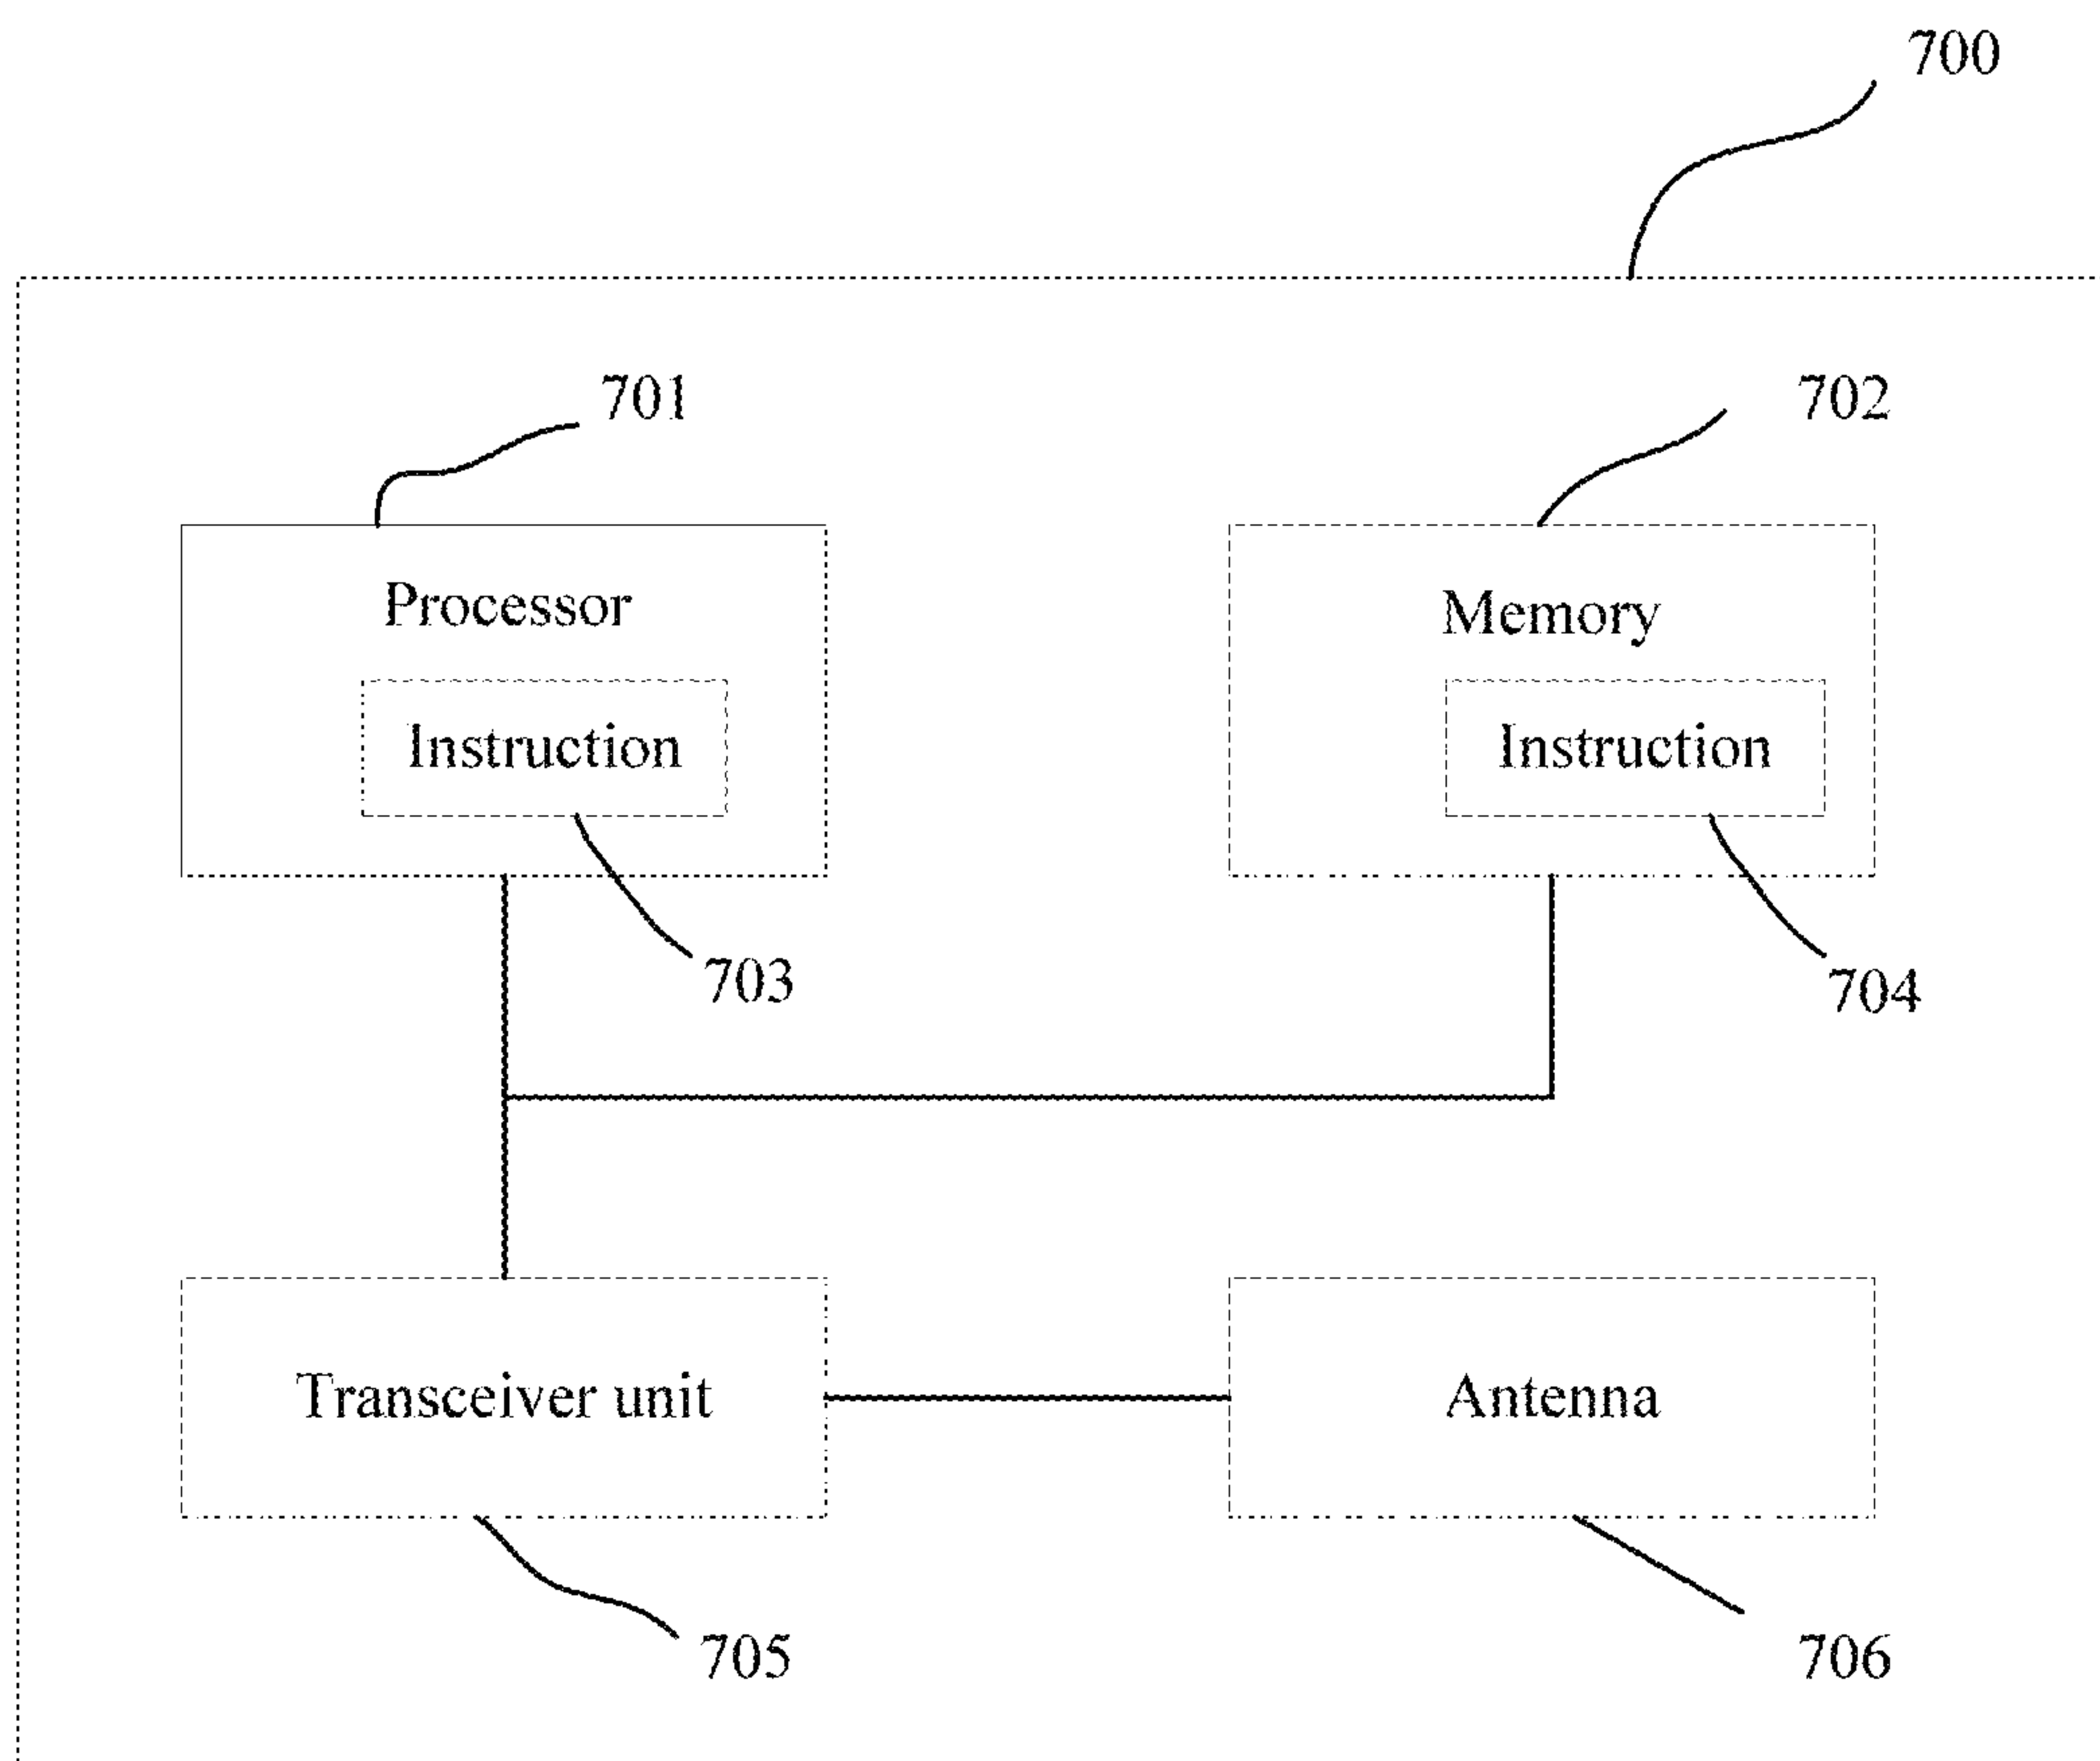 700
701
702
Processor
Memory
Instruction
Instruction
703
704
Transceiver unit
Antenna
705
706